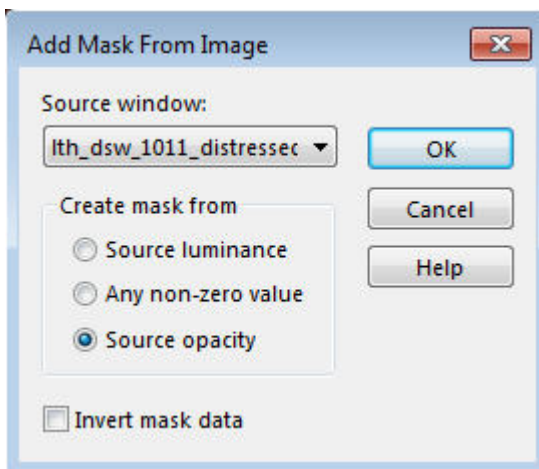 Add Mask From Image
Source window:
lth_dsw_1011_distressec
OK
Create mask from
Cancel
Source luminance
Help
Any non-zero value
Source opacity
Invert mask data